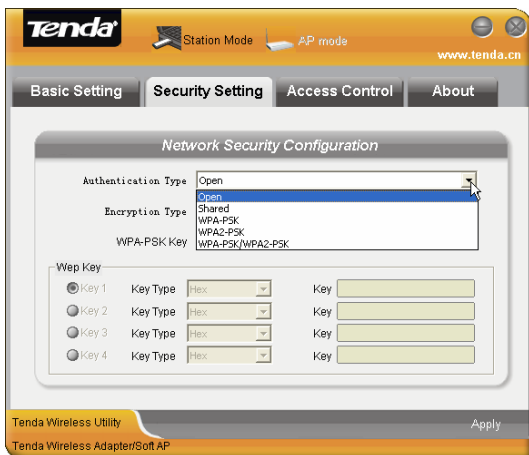 Tenda
Station Mode
AP mode
www.tenda.cn
Basic Setting
Security Setting
Access Control
About
Network Security Configuration
Authentication Type Open
Open
Shared
WPA-PSK
WPA2-PSK
WPA-PSK/WPA2-PSK
Encryption Type
WPA-PSK Key
Wep Key
Key 1 Key Type Hex Key
Key 2 Key Type Hex Key
Key 3 Key Type Hex Key
Key 4 Key Type Hex Key
Tenda Wireless Utility
Apply
Tenda Wireless Adapter/Soft AP